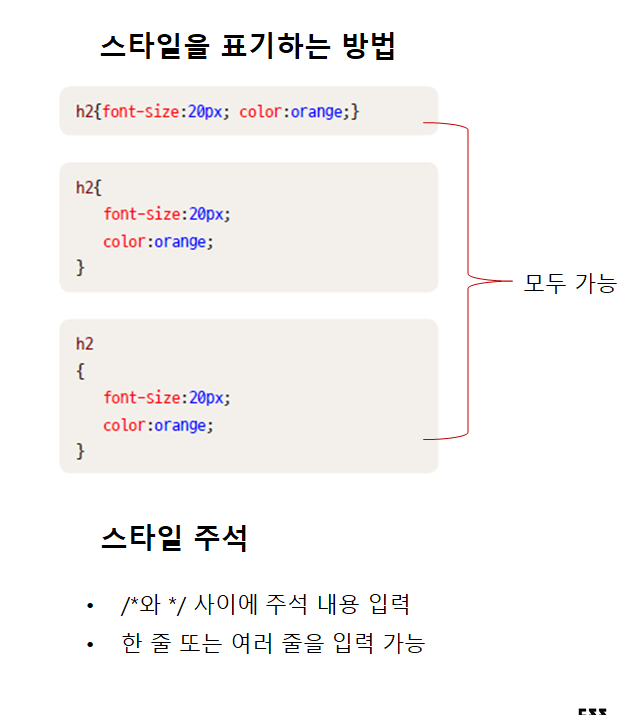 스타일을 표기하는 방법
h2{font-size:20px; color:orange;}
h2{
font-size:20px;
color:orange;
}
모두 가능
h2
{
font-size:20px;
color:orange;
}
스타일 주석
• /*와 */ 사이에 주석 내용 입력
• 한 줄 또는 여러 줄을 입력 가능